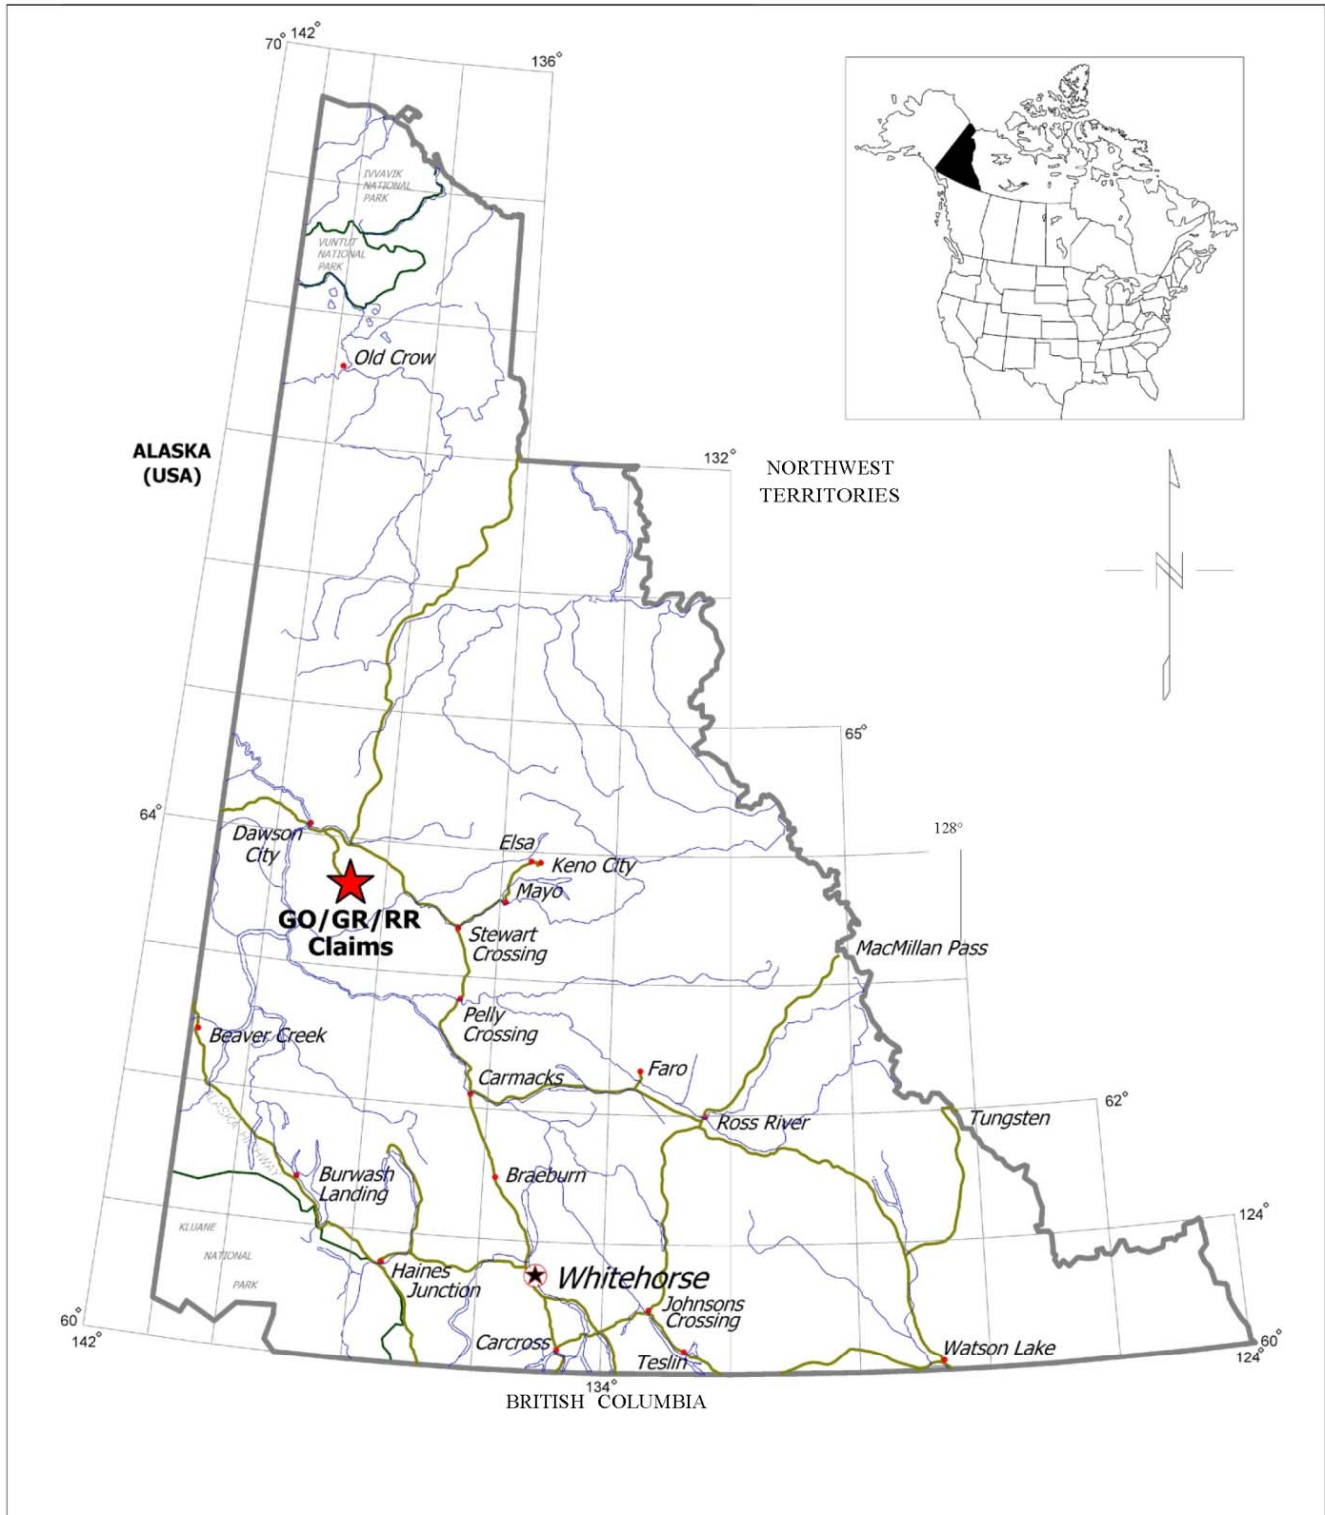 70° 142°
136°
IVVAVIK
NATIONAL
PARK
VUNTUT
NATIONAL
PARK
Old Crow
ALASKA
(USA)
132°
NORTHWEST
TERRITORIES
N
65°
64°
128°
Dawson
City
Elsa
Keno City
Mayo
GO/GR/RR
Claims
Stewart
Crossing
MacMillan Pass
Pelly
Crossing
Beaver Creek
Faro
Carmacks
ALASKA HIGHWAY
62°
Ross River
Tungsten
Burwash
Landing
Braeburn
124°
KLUANE
NATIONAL
PARK
Haines
Junction
Whitehorse
Johnsons
Crossing
60°
142°
Carcross
Teslin
Watson Lake
60°
124°
134°
BRITISH COLUMBIA